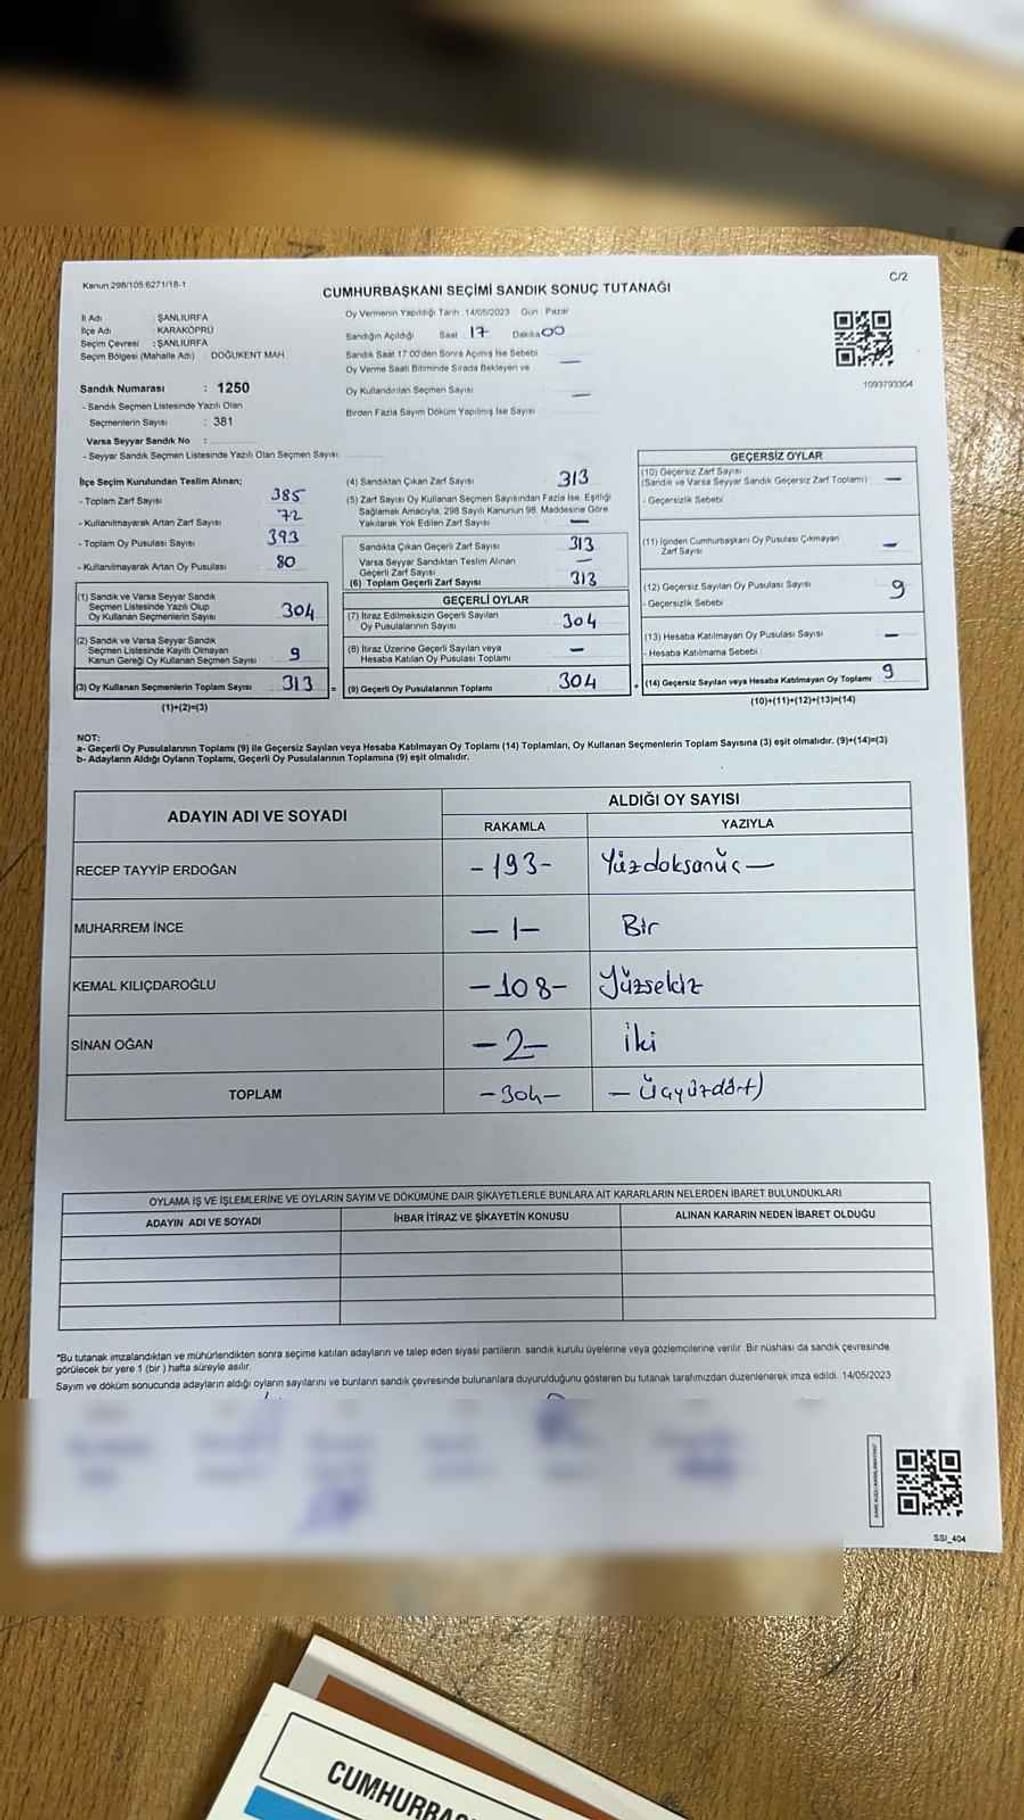 Kanun 298/105 6271/18-1
C/2
CUMHURBAŞKANI SEÇİMİ SANDIK SONUÇ TUTANAĞI
İl Adı : ŞANLIURFA
İlçe Adı : KARAKÖPRÜ
Seçim Çevresi : ŞANLIURFA
Seçim Bölgesi (Mahalle Adı) : DOĞUKENT MAH.
Sandık Numarası : 1250
- Sandık Seçmen Listesinde Yazılı Olan
Seçmenlerin Sayısı : 381
Varsa Seyyar Sandık No :
- Seyyar Sandık Seçmen Listesinde Yazılı Olan Seçmen Sayısı:
Oy Vermenin Yapıldığı Tarih :14/05/2023 Gün : Pazar
Sandığın Açıldığı Saat : 17 Dakika:00
Sandık Saat 17:00'den Sonra Açılmış İse Sebebi
Oy Verme Saati Bitiminde Sırada Bekleyen ve —
Oy Kullandırılan Seçmen Sayısı —
Birden Fazla Sayım Döküm Yapılmış İse Sayısı
1093793304
İlçe Seçim Kurulundan Teslim Alınan;
- Toplam Zarf Sayısı 385
- Kullanılmayarak Artan Zarf Sayısı 72
- Toplam Oy Pusulası Sayısı 393
- Kullanılmayarak Artan Oy Pusulası 80
(1) Sandık ve Varsa Seyyar Sandık
Seçmen Listesinde Yazılı Olup
Oy Kullanan Seçmenlerin Sayısı 304
(2) Sandık ve Varsa Seyyar Sandık
Seçmen Listesinde Kayıtlı Olmayan
Kanun Gereği Oy Kullanan Seçmen Sayısı 9
(3) Oy Kullanan Seçmenlerin Toplam Sayısı 313 =
(1)+(2)=(3)
(4) Sandıktan Çıkan Zarf Sayısı 313
(5) Zarf Sayısı Oy Kullanan Seçmen Sayısından Fazla İse, Eşitliği
Sağlamak Amacıyla, 298 Sayılı Kanunun 98. Maddesine Göre
Yakılarak Yok Edilen Zarf Sayısı —
Sandıkta Çıkan Geçerli Zarf Sayısı 313
Varsa Seyyar Sandıktan Teslim Alınan
Geçerli Zarf Sayısı —
(6) Toplam Geçerli Zarf Sayısı 313
GEÇERLİ OYLAR
(7) İtiraz Edilmeksizin Geçerli Sayılan
Oy Pusulalarının Sayısı 304
(8) İtiraz Üzerine Geçerli Sayılan veya
Hesaba Katılan Oy Pusulası Toplamı —
(9) Geçerli Oy Pusulalarının Toplamı 304 +
GEÇERSİZ OYLAR
(10) Geçersiz Zarf Sayısı
(Sandık ve Varsa Seyyar Sandık Geçersiz Zarf Toplamı) —
- Geçersizlik Sebebi
(11) İçinden Cumhurbaşkanı Oy Pusulası Çıkmayan
Zarf Sayısı —
(12) Geçersiz Sayılan Oy Pusulası Sayısı 9
- Geçersizlik Sebebi
(13) Hesaba Katılmayan Oy Pusulası Sayısı —
- Hesaba Katılmama Sebebi
(14) Geçersiz Sayılan veya Hesaba Katılmayan Oy Toplamı 9
(10)+(11)+(12)+(13)=(14)
NOT:
a- Geçerli Oy Pusulalarının Toplamı (9) ile Geçersiz Sayılan veya Hesaba Katılmayan Oy Toplamı (14) Toplamları, Oy Kullanan Seçmenlerin Toplam Sayısına (3) eşit olmalıdır. (9)+(14)=(3)
b- Adayların Aldığı Oyların Toplamı, Geçerli Oy Pusulalarının Toplamına (9) eşit olmalıdır.
ADAYIN ADI VE SOYADI ALDIĞI OY SAYISI
RAKAMLA YAZIYLA
RECEP TAYYİP ERDOĞAN -193- Yüzdoksanüç —
MUHARREM İNCE — 1 — Bir
KEMAL KILIÇDAROĞLU -108- Yüzsekiz
SİNAN OĞAN -2- İki
TOPLAM -304- — Üçyüzdört)
OYLAMA İŞ VE İŞLEMLERİNE VE OYLARIN SAYIM VE DÖKÜMÜNE DAİR ŞİKAYETLERLE BUNLARA AİT KARARLARIN NELERDEN İBARET BULUNDUKLARI
ADAYIN ADI VE SOYADI İHBAR İTİRAZ VE ŞİKAYETİN KONUSU ALINAN KARARIN NEDEN İBARET OLDUĞU
*Bu tutanak imzalandıktan ve mühürlendikten sonra seçime katılan adayların ve talep eden siyasi partilerin, sandık kurulu üyelerine veya gözlemcilerine verilir. Bir nüshası da sandık çevresinde
görülecek bir yere 1 (bir) hafta süreyle asılır.
Sayım ve döküm sonucunda adayların aldığı oyların sayılarını ve bunların sandık çevresinde bulunanlara duyurulduğunu gösteren bu tutanak tarafımızdan düzenlenerek imza edildi. 14/05/2023
SSI_404
CUMHURBA